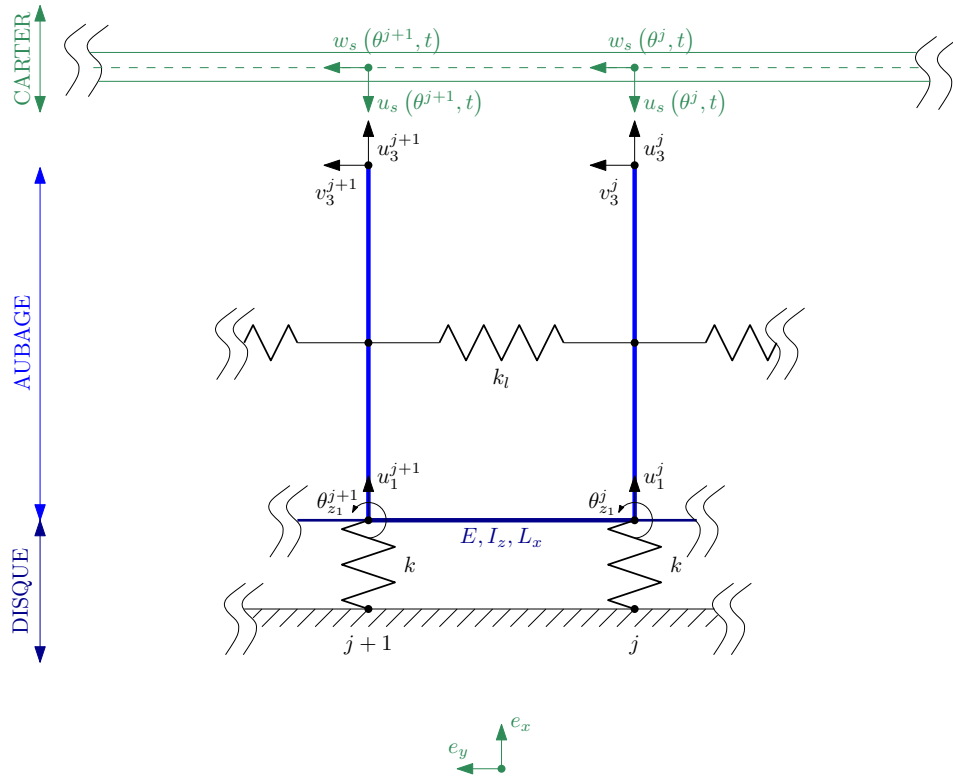 CARTER
w_s (θ^{j+1}, t)
w_s (θ^j, t)
u_s (θ^{j+1}, t)
u_s (θ^j, t)
u_3^{j+1}
u_3^j
v_3^{j+1}
v_3^j
AUBAGE
k_l
u_1^{j+1}
u_1^j
θ_{z_1}^{j+1}
θ_{z_1}^j
E, I_z, L_x
DISQUE
k
k
j + 1
j
e_x
e_y